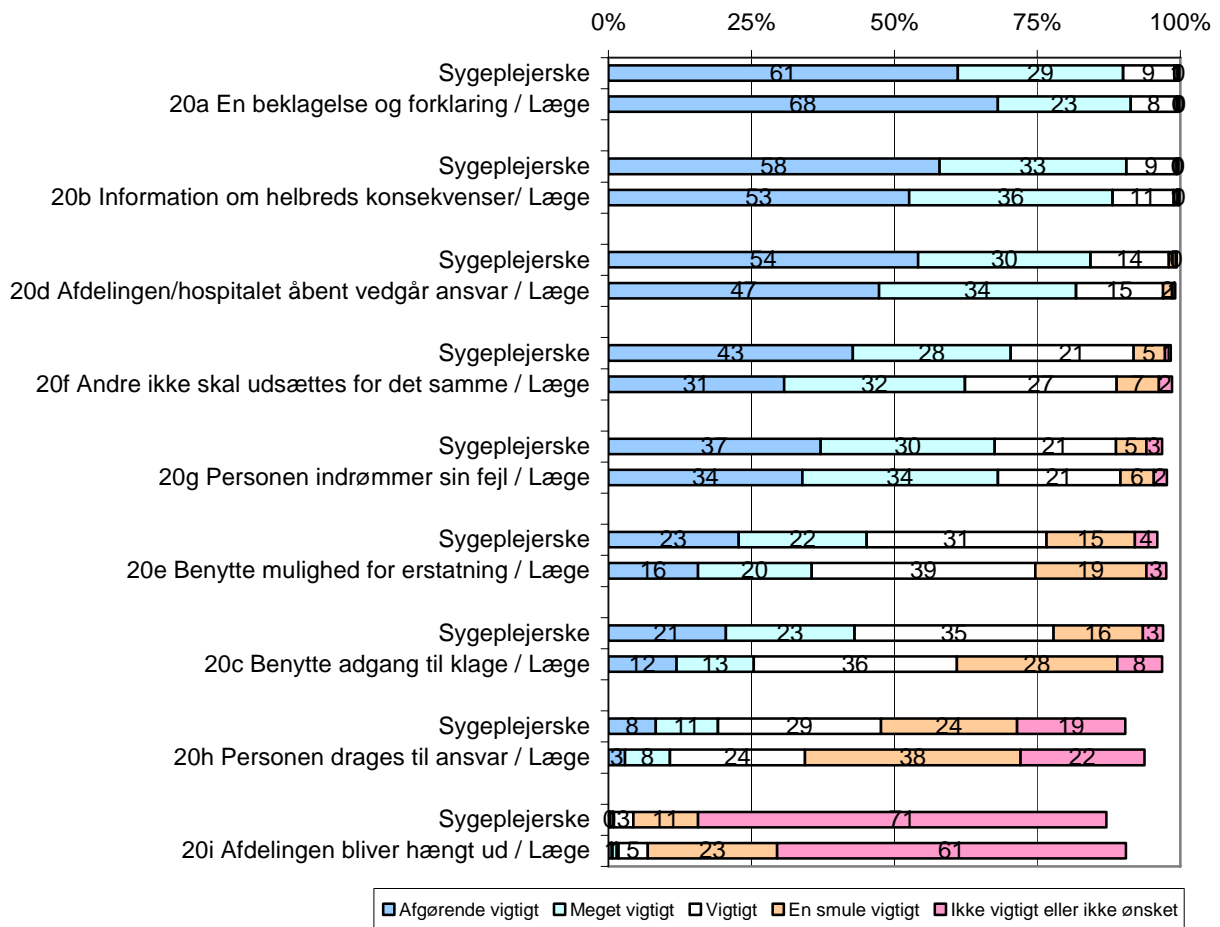 0% 25% 50% 75% 100%
Sygeplejerske 61 29 9
20a En beklagelse og forklaring / Læge 68 23 8
Sygeplejerske 58 33 9
20b Information om helbreds konsekvenser/ Læge 53 36 11
Sygeplejerske 54 30 14
20d Afdelingen/hospitalet åbent vedgår ansvar / Læge 47 34 15
Sygeplejerske 43 28 21 5 1
20f Andre ikke skal udsættes for det samme / Læge 31 32 27 7 2
Sygeplejerske 37 30 21 5 3
20g Personen indrømmer sin fejl / Læge 34 34 21 6 2
Sygeplejerske 23 22 31 15 4
20e Benytte mulighed for erstatning / Læge 16 20 39 19 3
Sygeplejerske 21 23 35 16 3
20c Benytte adgang til klage / Læge 12 13 36 28 8
Sygeplejerske 8 11 29 24 19
20h Personen drages til ansvar / Læge 3 8 24 38 22
Sygeplejerske 3 11 71
20i Afdelingen bliver hængt ud / Læge 5 23 61
Afgørende vigtigt Meget vigtigt Vigtigt En smule vigtigt Ikke vigtigt eller ikke ønsket